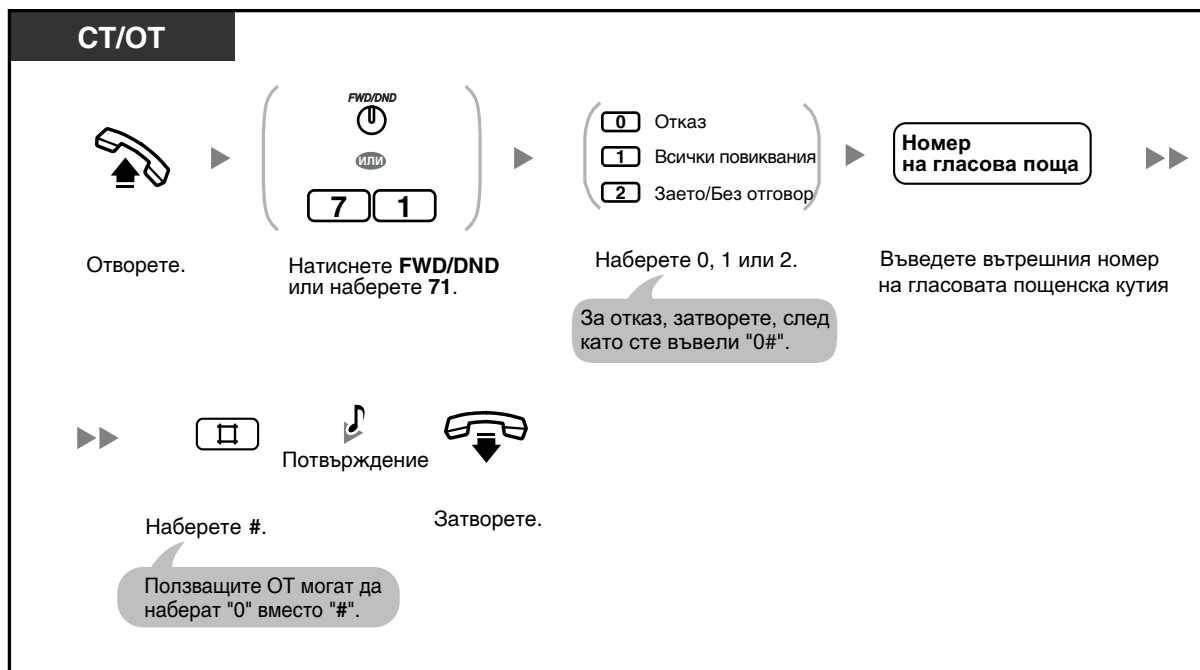 СТ/ОТ
FWD/DND
или
7 1
0 Отказ
1 Всички повиквания
2 Заето/Без отговор
Номер
на гласова поща
Отворете.
Натиснете FWD/DND
или наберете 71.
Наберете 0, 1 или 2.
За отказ, затворете, след
като сте въвели "0#".
Въведете вътрешния номер
на гласовата пощенска кутия
Потвърждение
Наберете #.
Затворете.
Ползващите ОТ могат да
наберат "0" вместо "#".